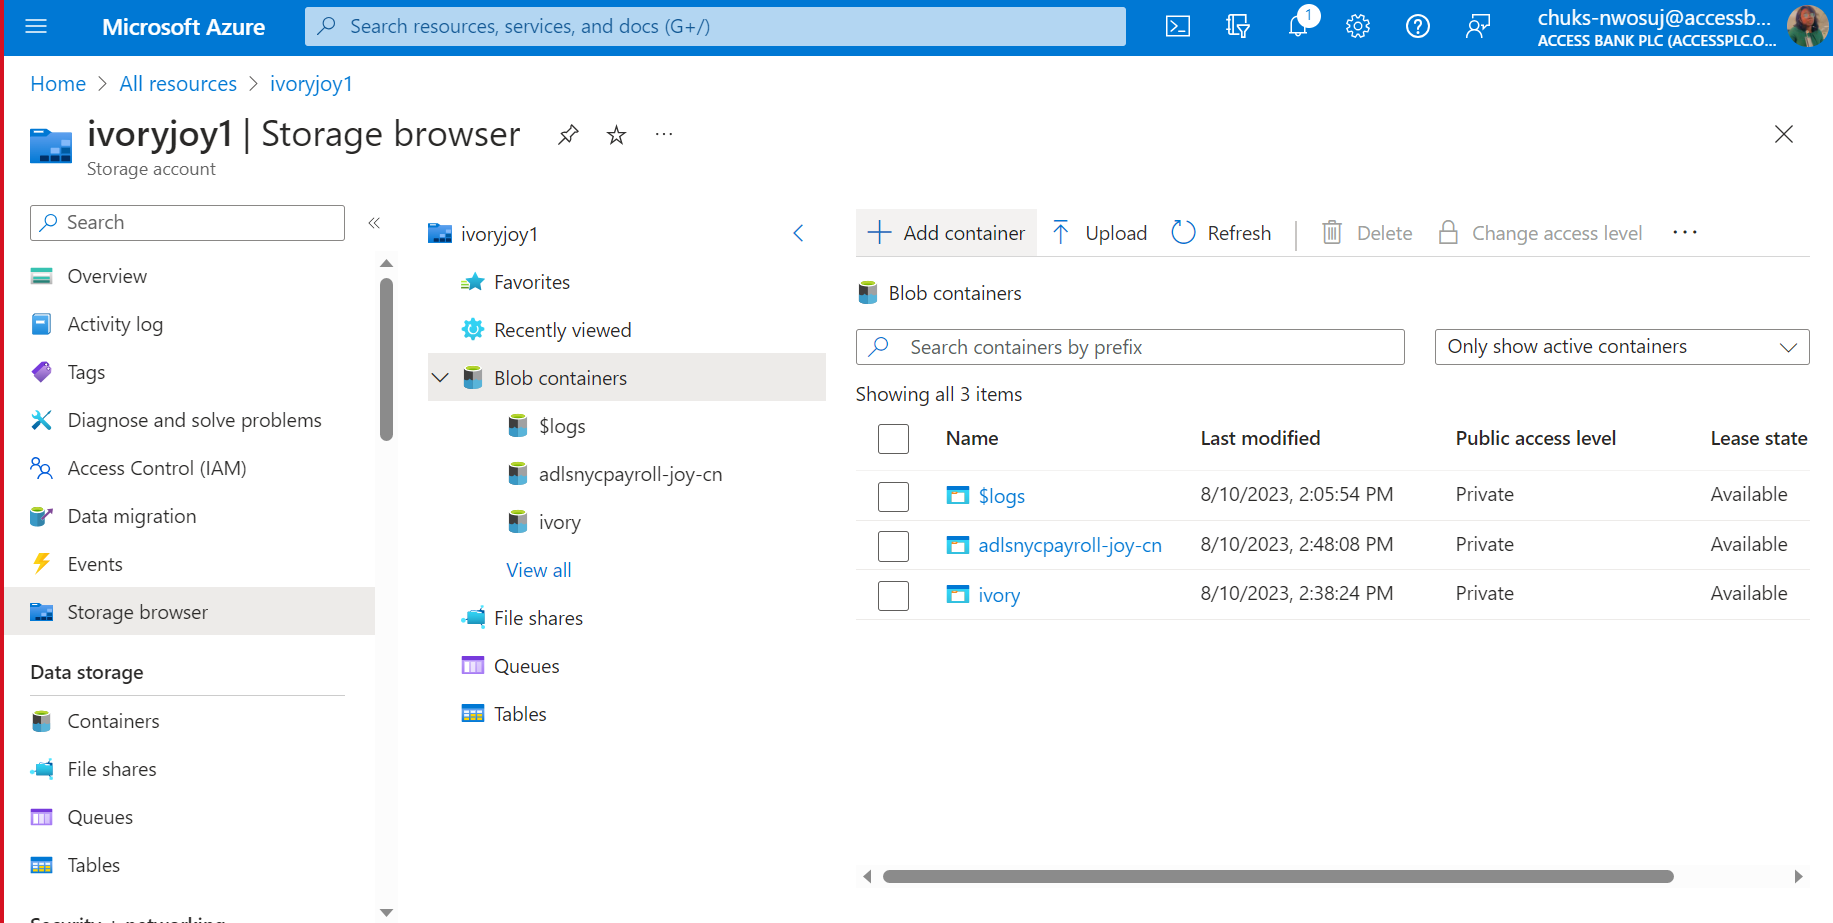 Microsoft Azure
Search resources, services, and docs (G+/)
1
chuks-nwosuj@accessb...
ACCESS BANK PLC (ACCESSPLC.O...
Home > All resources > ivoryjoy1
ivoryjoy1 | Storage browser
Storage account
Search
Overview
Activity log
Tags
Diagnose and solve problems
Access Control (IAM)
Data migration
Events
Storage browser
Data storage
Containers
File shares
Queues
Tables
Security + networking
ivoryjoy1
Favorites
Recently viewed
Blob containers
$logs
adlsnycpayroll-joy-cn
ivory
View all
File shares
Queues
Tables
Add container Upload Refresh Delete Change access level
Blob containers
Search containers by prefix
Only show active containers
Showing all 3 items
Name Last modified Public access level Lease state
$logs 8/10/2023, 2:05:54 PM Private Available
adlsnycpayroll-joy-cn 8/10/2023, 2:48:08 PM Private Available
ivory 8/10/2023, 2:38:24 PM Private Available